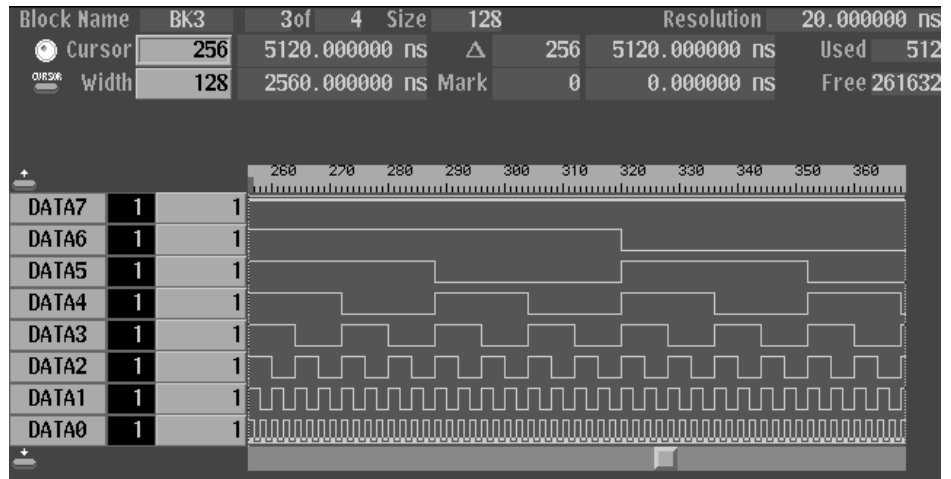 Block Name BK3 3of 4 Size 128 Resolution 20.000000 ns
Cursor 256 5120.000000 ns Δ 256 5120.000000 ns Used 512
CURSOR Width 128 2560.000000 ns Mark 0 0.000000 ns Free 261632
260 270 280 290 300 310 320 330 340 350 360
DATA7 1 1
DATA6 1 1
DATA5 1 1
DATA4 1 1
DATA3 1 1
DATA2 1 1
DATA1 1 1
DATA0 1 1